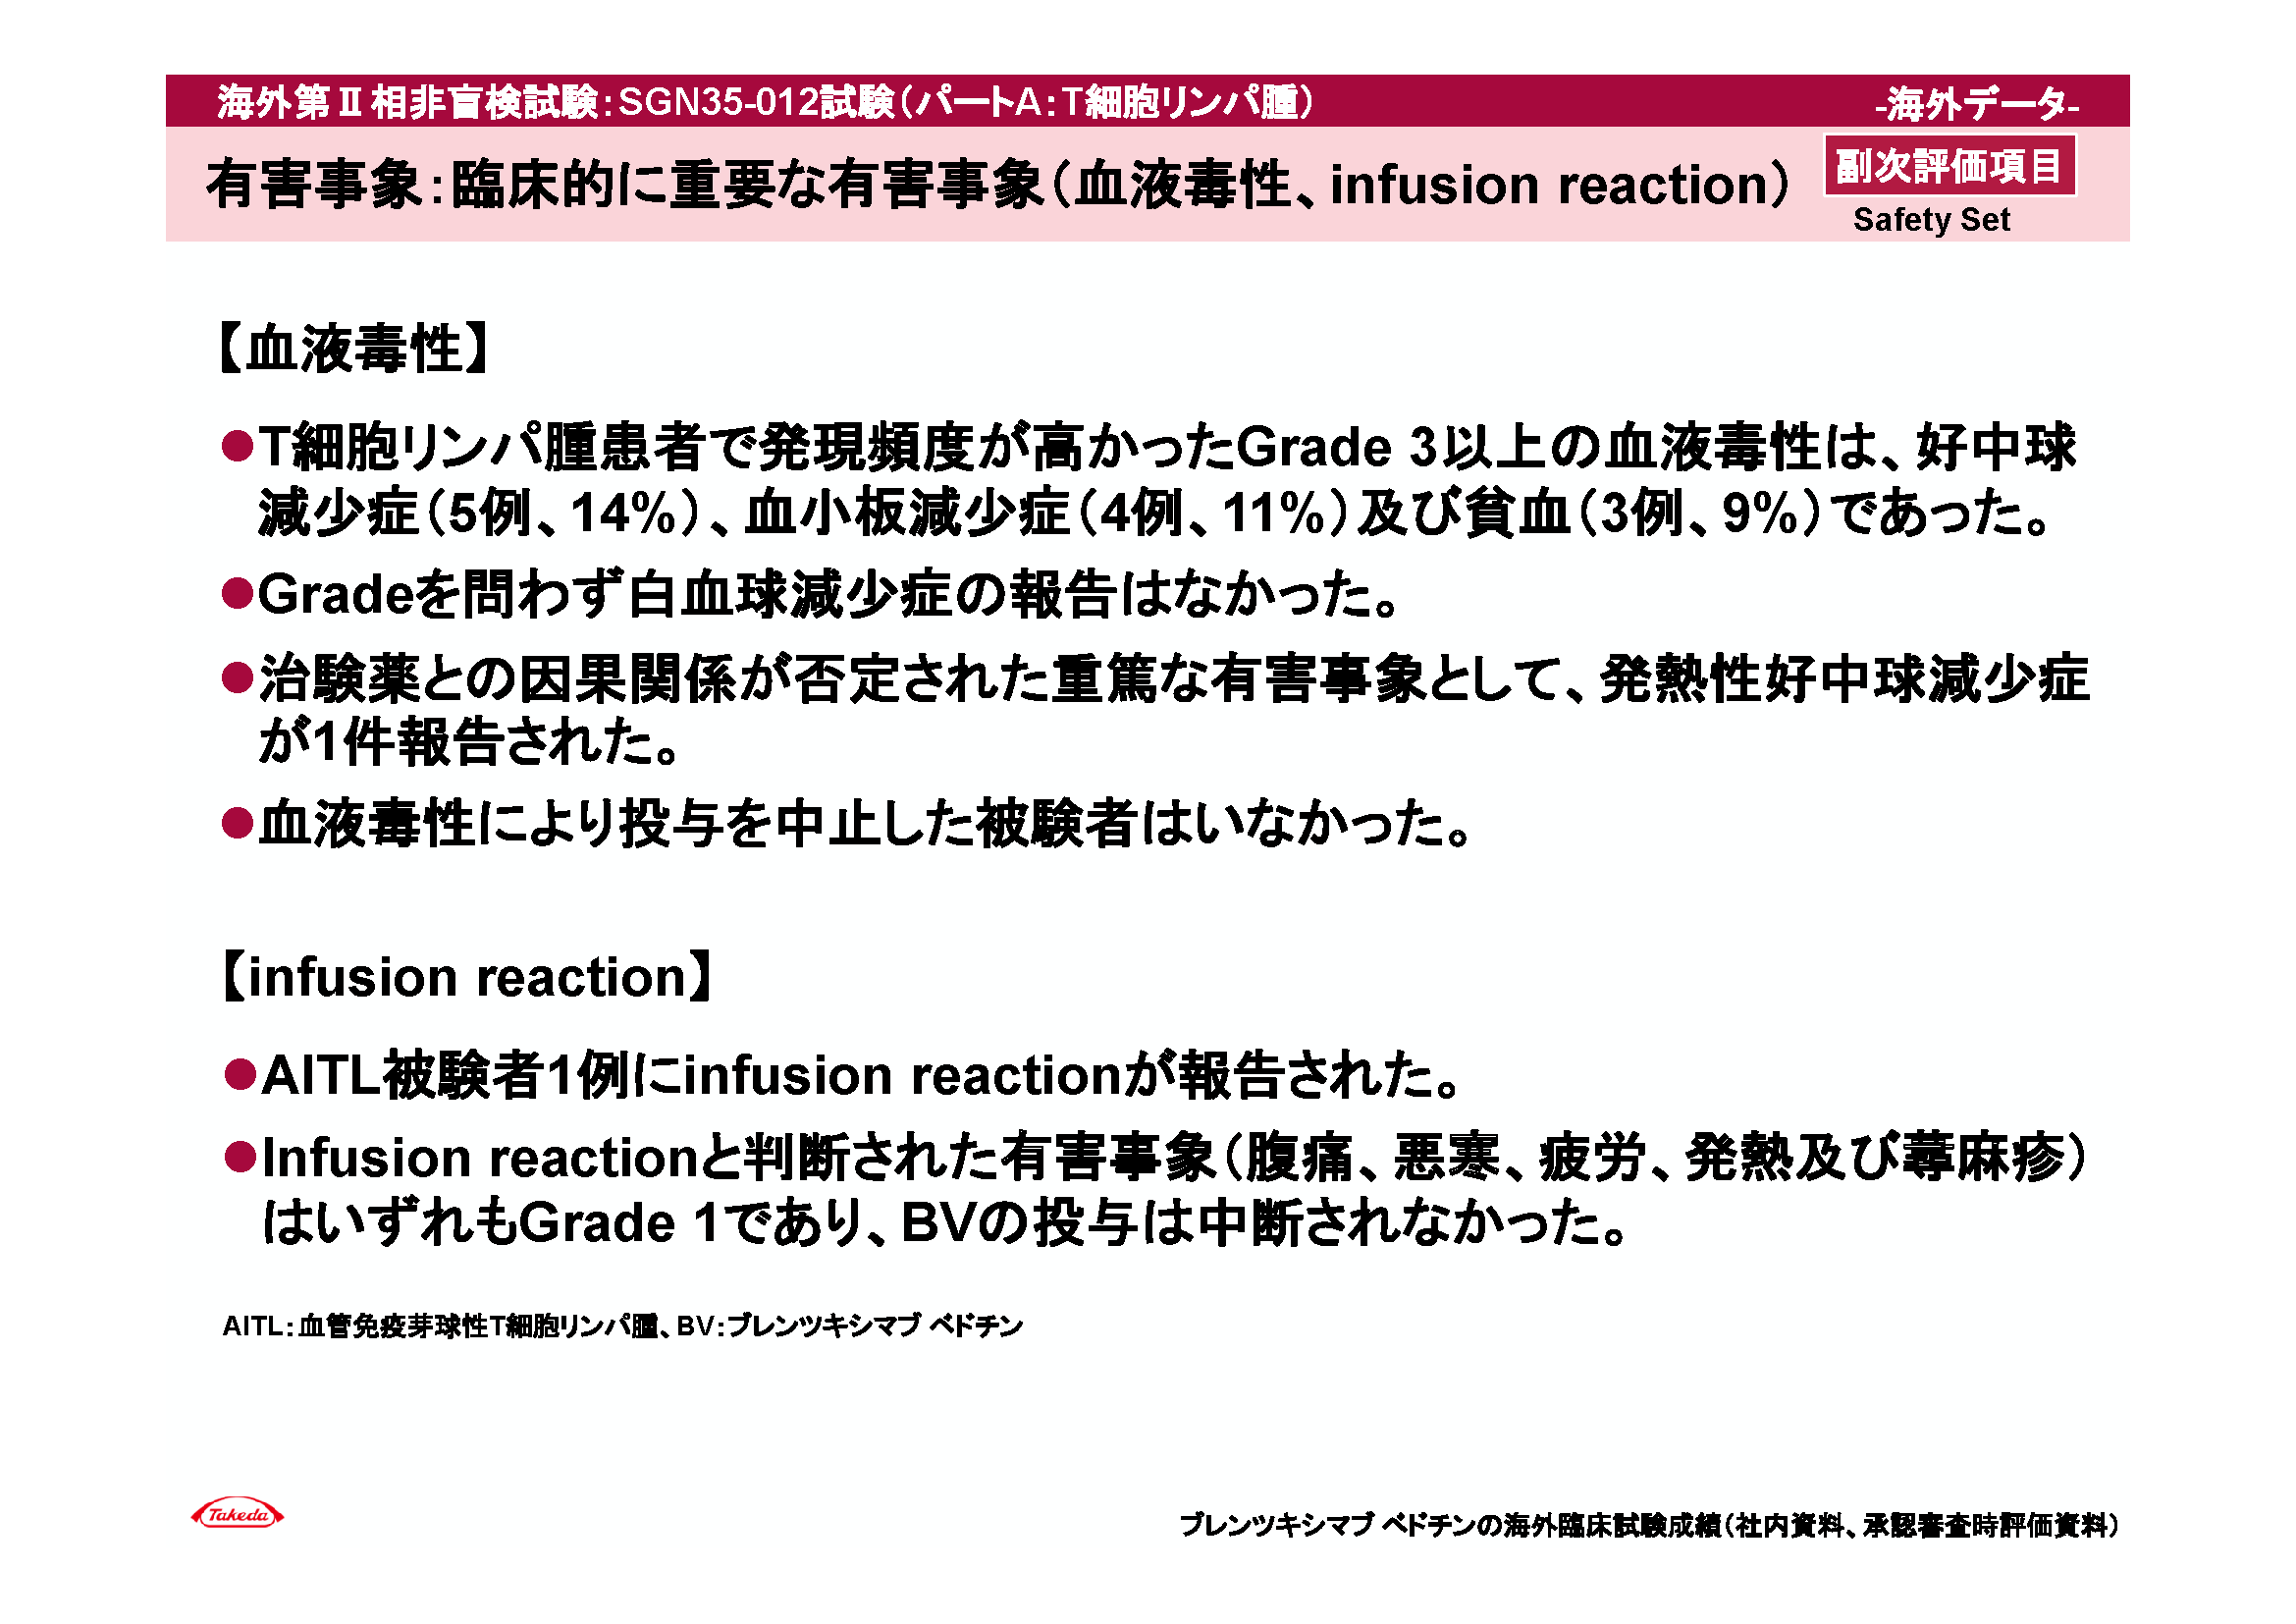 海外第Ⅱ相非盲検試験：SGN35-012試験（パートA：T細胞リンパ腫）
-海外データ-
有害事象：臨床的に重要な有害事象（血液毒性、infusion reaction）
副次評価項目
Safety Set
【血液毒性】
●T細胞リンパ腫患者で発現頻度が高かったGrade 3以上の血液毒性は、好中球
減少症（5例、14％）、血小板減少症（4例、11％）及び貧血（3例、9％）であった。
●Gradeを問わず白血球減少症の報告はなかった。
●治験薬との因果関係が否定された重篤な有害事象として、発熱性好中球減少症
が1件報告された。
●血液毒性により投与を中止した被験者はいなかった。
【infusion reaction】
●AITL被験者1例にinfusion reactionが報告された。
●Infusion reactionと判断された有害事象（腹痛、悪寒、疲労、発熱及び蕁麻疹）
はいずれもGrade 1であり、BVの投与は中断されなかった。
AITL：血管免疫芽球性T細胞リンパ腫、BV：ブレンツキシマブ ベドチン
Takeda
ブレンツキシマブ ベドチンの海外臨床試験成績（社内資料、承認審査時評価資料）